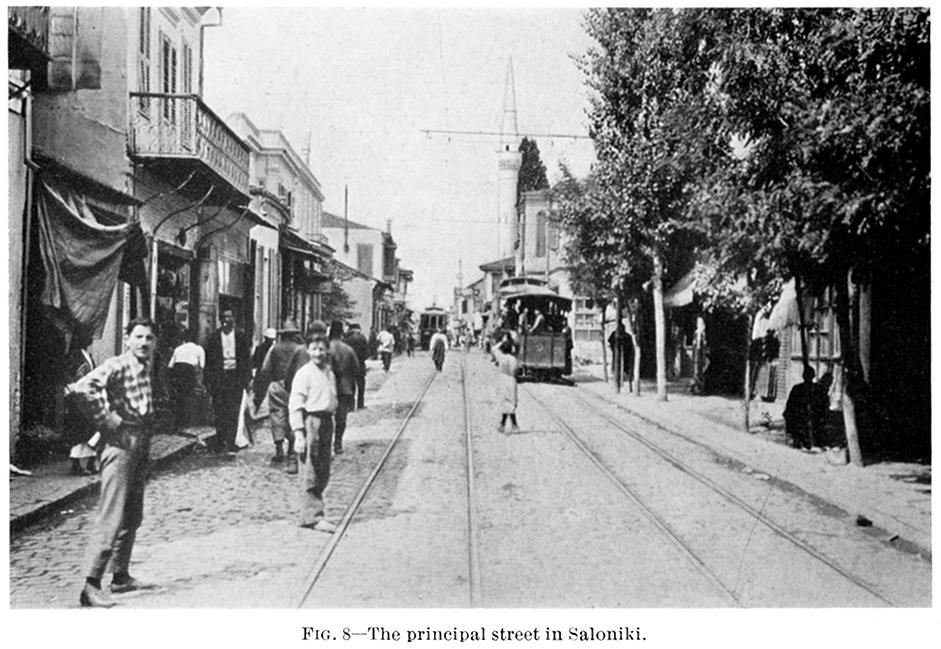 FIG. 8—The principal street in Saloniki.